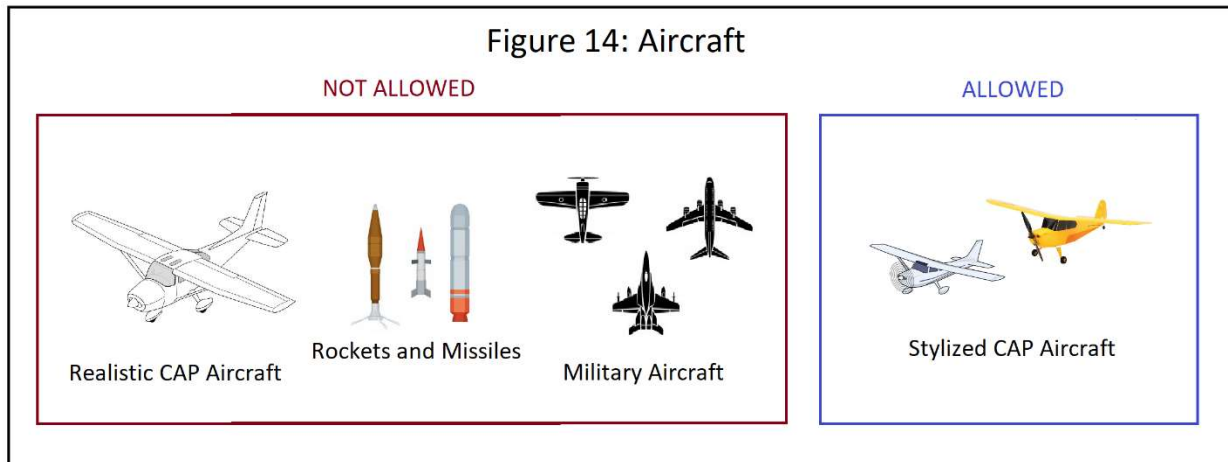 Figure 14: Aircraft
NOT ALLOWED
ALLOWED
Realistic CAP Aircraft
Rockets and Missiles
Military Aircraft
Stylized CAP Aircraft